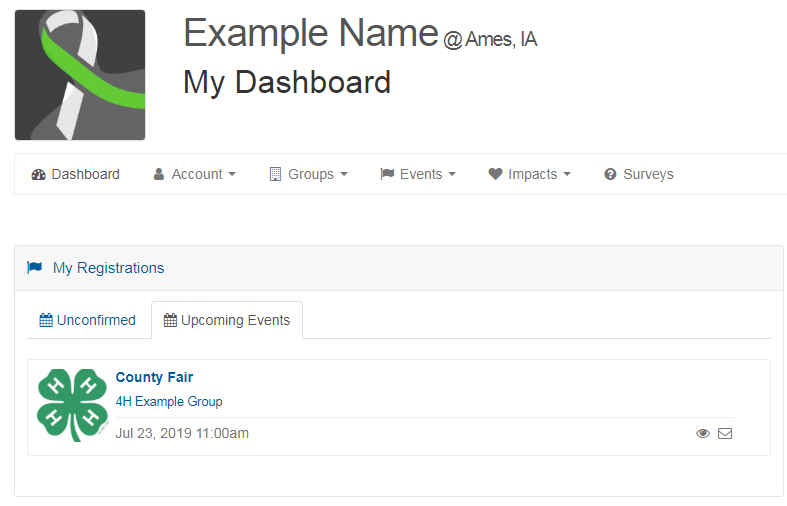 Example Name @ Ames, IA
My Dashboard
Dashboard Account Groups Events Impacts Surveys
My Registrations
Unconfirmed Upcoming Events
H H
H H
County Fair
4H Example Group
Jul 23, 2019 11:00am